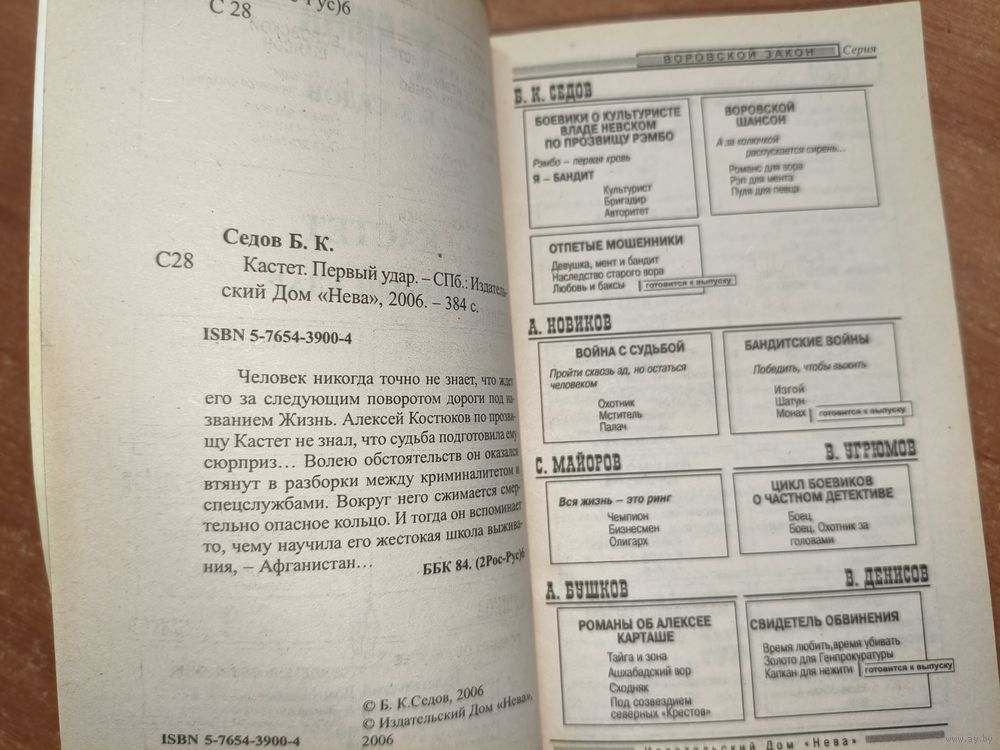 С 28
Седов Б. К.
С28
Кастет. Первый удар. – СПб.: Издатель-
ский Дом «Нева», 2006. – 384 с.
ISBN 5-7654-3900-4
Человек никогда точно не знает, что ждет
его за следующим поворотом дороги под на-
званием Жизнь. Алексей Костюков по прозви-
щу Кастет не знал, что судьба подготовила ему
сюрприз… Волею обстоятельств он оказался
втянут в разборки между криминалитетом и
спецслужбами. Вокруг него сжимается смер-
тельно опасное кольцо. И тогда он вспоминает
то, чему научила его жестокая школа выжива-
ния, – Афганистан…
ББК 84. (2Рос-Рус)6
© Б. К.Седов, 2006
© Издательский Дом «Нева»,
2006
ISBN 5-7654-3900-4
ВОРОВСКОЙ ЗАКОН Серия
Б. К. СЕДОВ
БОЕВИКИ О КУЛЬТУРИСТЕ
ВЛАДЕ НЕВСКОМ
ПО ПРОЗВИЩУ РЭМБО
Рэмбо – первая кровь
Я – БАНДИТ
Культурист
Бригадир
Авторитет
ВОРОВСКОЙ
ШАНСОН
А за колючкой
распускается сирень…
Романс для вора
Рэп для мента
Пуля для певца
ОТПЕТЫЕ МОШЕННИКИ
Девушка, мент и бандит
Наследство старого вора
Любовь и баксы готовится к выпуску
А. НОВИКОВ
ВОЙНА С СУДЬБОЙ
Пройти сквозь ад, но остаться
человеком
Охотник
Мститель
Палач
БАНДИТСКИЕ ВОЙНЫ
Победить, чтобы выжить
Изгой
Шатун
Монах готовится к выпуску
С. МАЙОРОВ
Вся жизнь – это ринг
Чемпион
Бизнесмен
Олигарх
В. УГРЮМОВ
ЦИКЛ БОЕВИКОВ
О ЧАСТНОМ ДЕТЕКТИВЕ
Боец
Боец. Охотник за
головами
А. БУШКОВ
РОМАНЫ ОБ АЛЕКСЕЕ
КАРТАШЕ
Тайга и зона
Ашхабадский вор
Сходняк
Под созвездием
северных «Крестов»
В. ДЕНИСОВ
СВИДЕТЕЛЬ ОБВИНЕНИЯ
Время любить,время убивать
Золото для Генпрокуратуры
Капкан для нежити готовится к выпуску
Издательский Дом «Нева»
www.ay.by